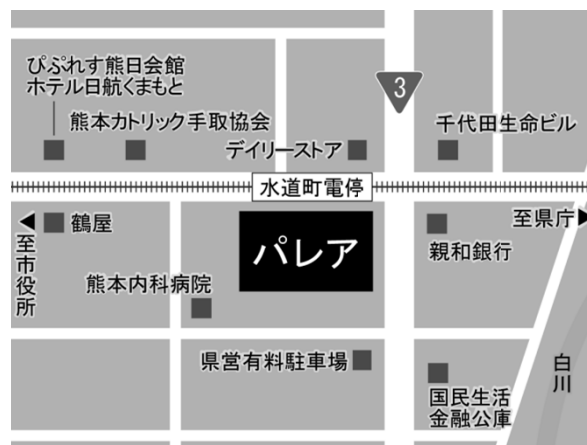 びぷれす熊日会館
ホテル日航くまもと
3
熊本カトリック手取協会
デイリーストア
千代田生命ビル
水道町電停
鶴屋
至市役所
パレア
親和銀行
至県庁
熊本内科病院
県営有料駐車場
国民生活
金融公庫
白川